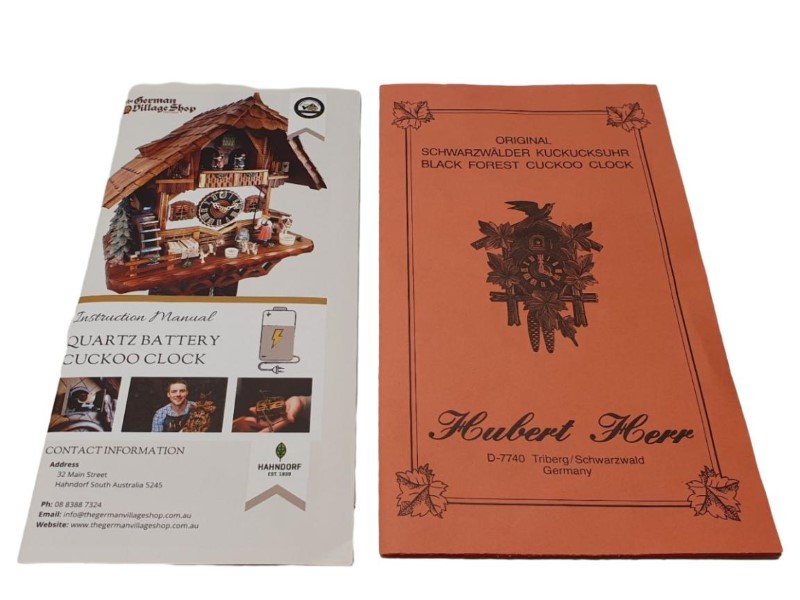 German
Village Shop
Instruction Manual
QUARTZ BATTERY
CUCKOO CLOCK
CONTACT INFORMATION
Address
32 Main Street
Hahndorf South Australia 5245
Ph: 08 8388 7324
Email: info@thegermanvillageshop.com.au
Website: www.thegermanvillageshop.com.au
HAHNDORF
EST. 1839
ORIGINAL
SCHWARZWÄLDER KUCKUCKSUHR
BLACK FOREST CUCKOO CLOCK
Hubert Herr
D-7740 Triberg/Schwarzwald
Germany